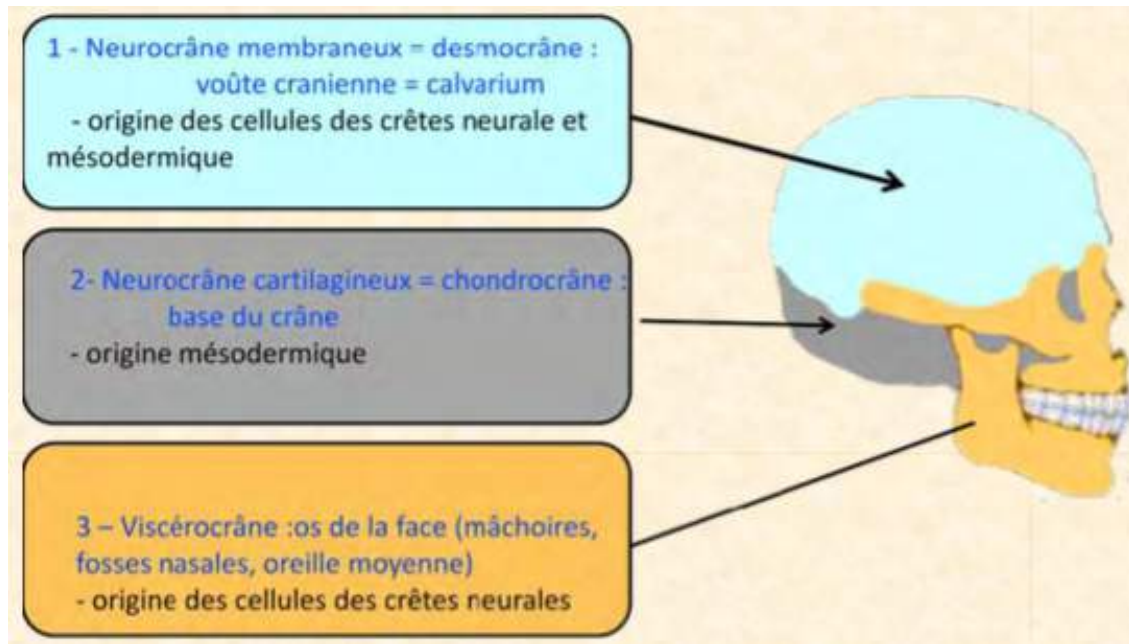 1 - Neurocrâne membraneux = desmocrâne :
voûte cranienne = calvarium
- origine des cellules des crêtes neurale et
mésodermique
2- Neurocrâne cartilagineux = chondrocrâne :
base du crâne
- origine mésodermique
3 – Viscérocrâne :os de la face (mâchoires,
fosses nasales, oreille moyenne)
- origine des cellules des crêtes neurales